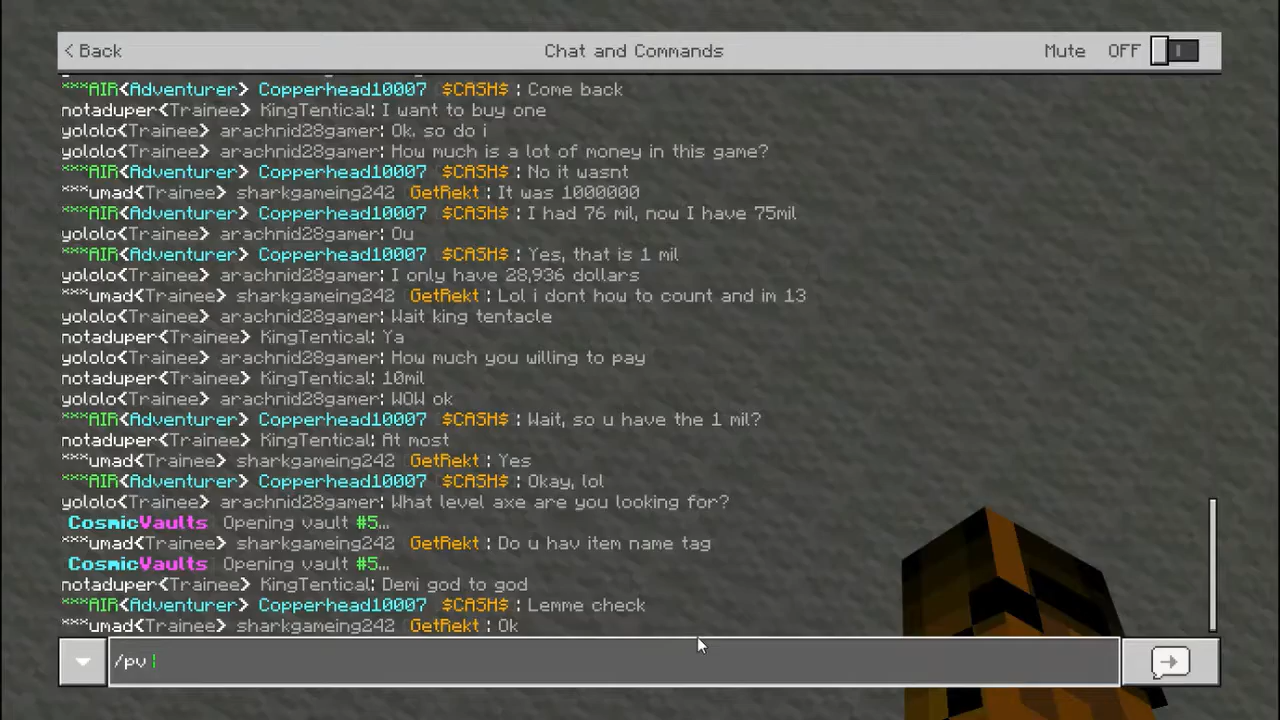 < Back
Chat and Commands
Mute OFF
***AIR<Adventurer> Copperhead10007 $CASH$ : Come back
notaduper<Trainee> KingTentical: I want to buy one
yololo<Trainee> arachnid28gamer: Ok. so do i
yololo<Trainee> arachnid28gamer: How much is a lot of money in this game?
***AIR<Adventurer> Copperhead10007 $CASH$ : No it wasnt
***umad<Trainee> sharkgameing242 GetRekt : It was 1000000
***AIR<Adventurer> Copperhead10007 $CASH$ : I had 76 mil, now I have 75mil
yololo<Trainee> arachnid28gamer: Ou
***AIR<Adventurer> Copperhead10007 $CASH$ : Yes, that is 1 mil
yololo<Trainee> arachnid28gamer: I only have 28,936 dollars
***umad<Trainee> sharkgameing242 GetRekt : Lol i dont how to count and im 13
yololo<Trainee> arachnid28gamer: Wait king tentacle
notaduper<Trainee> KingTentical: Ya
yololo<Trainee> arachnid28gamer: How much you willing to pay
notaduper<Trainee> KingTentical: 10mil
yololo<Trainee> arachnid28gamer: WOW ok
***AIR<Adventurer> Copperhead10007 $CASH$ : Wait, so u have the 1 mil?
notaduper<Trainee> KingTentical: At most
***umad<Trainee> sharkgameing242 GetRekt : Yes
***AIR<Adventurer> Copperhead10007 $CASH$ : Okay, lol
yololo<Trainee> arachnid28gamer: What level axe are you looking for?
CosmicVaults Opening vault #5...
***umad<Trainee> sharkgameing242 GetRekt : Do u hav item name tag
CosmicVaults Opening vault #5...
notaduper<Trainee> KingTentical: Demi god to god
***AIR<Adventurer> Copperhead10007 $CASH$ : Lemme check
***umad<Trainee> sharkgameing242 GetRekt : Ok
/pv